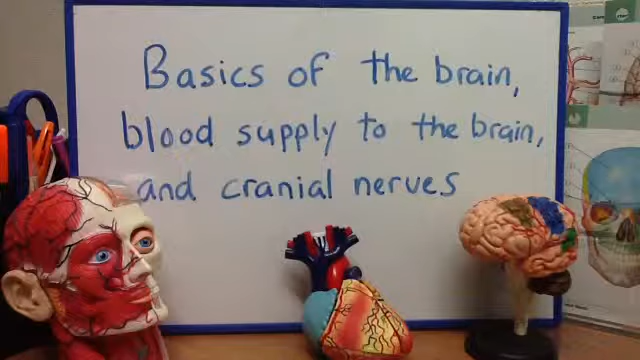 Basics of the brain,
blood supply to the brain,
and cranial nerves